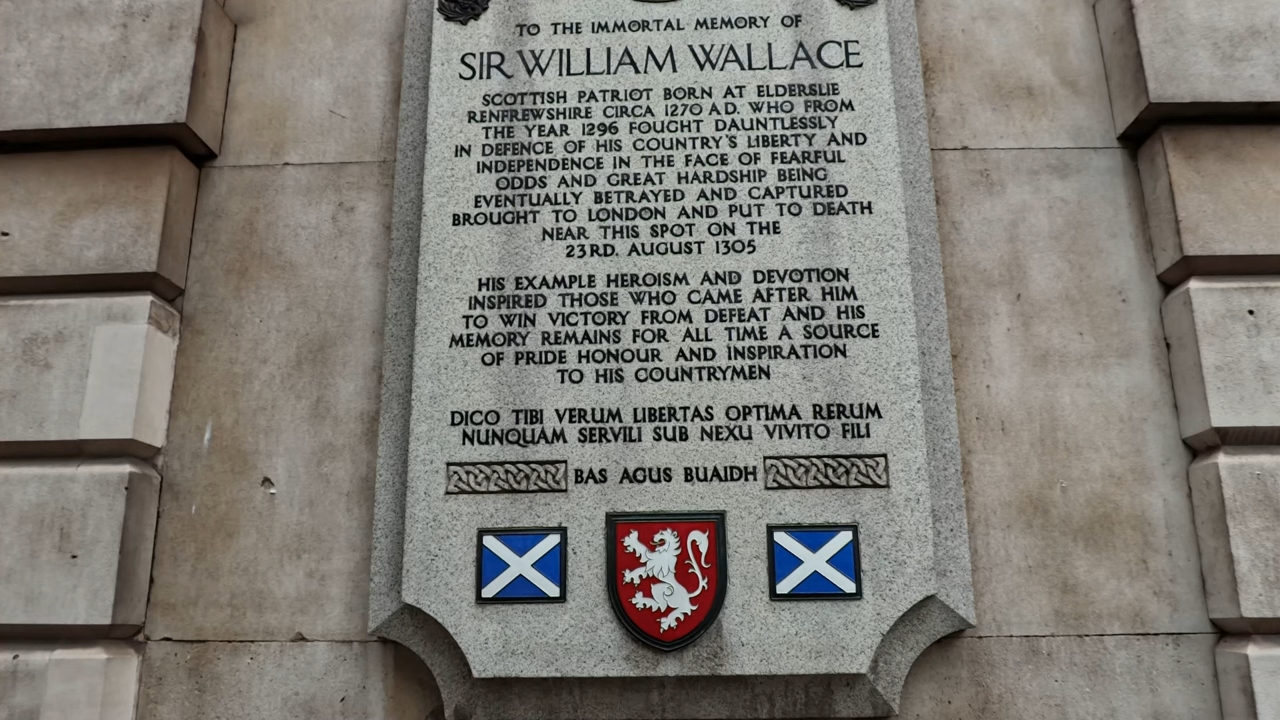 TO THE IMMORTAL MEMORY OF
SIR WILLIAM WALLACE
SCOTTISH PATRIOT BORN AT ELDERSLIE
RENFREWSHIRE CIRCA 1270 A.D. WHO FROM
THE YEAR 1296 FOUGHT DAUNTLESSLY
IN DEFENCE OF HIS COUNTRY'S LIBERTY AND
INDEPENDENCE IN THE FACE OF FEARFUL
ODDS AND GREAT HARDSHIP BEING
EVENTUALLY BETRAYED AND CAPTURED
BROUGHT TO LONDON AND PUT TO DEATH
NEAR THIS SPOT ON THE
23RD. AUGUST 1305
HIS EXAMPLE HEROISM AND DEVOTION
INSPIRED THOSE WHO CAME AFTER HIM
TO WIN VICTORY FROM DEFEAT AND HIS
MEMORY REMAINS FOR ALL TIME A SOURCE
OF PRIDE HONOUR AND INSPIRATION
TO HIS COUNTRYMEN
DICO TIBI VERUM LIBERTAS OPTIMA RERUM
NUNQUAM SERVILI SUB NEXU VIVITO FILI
BAS AGUS BUAIDH